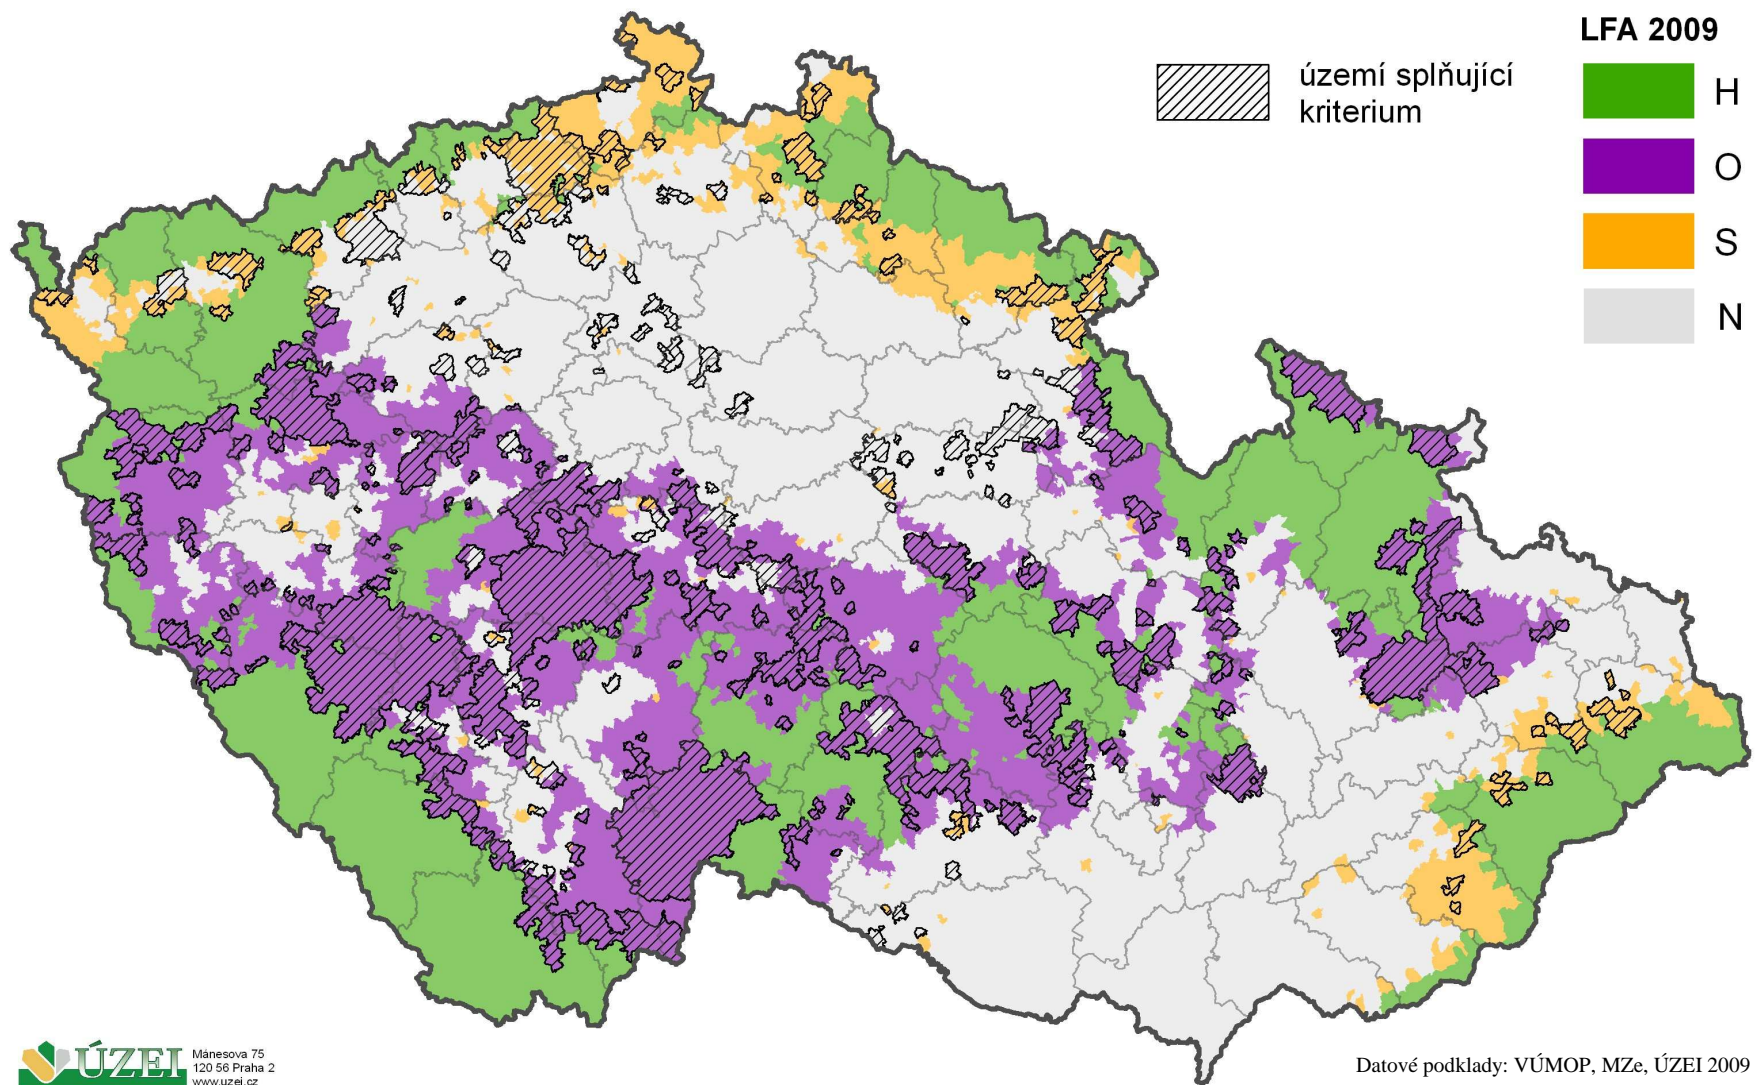 LFA 2009
území splňující
kriterium
H
O
S
N
ÚZEI
Mánesova 75
120 56 Praha 2
www.uzei.cz
Datové podklady: VÚMOP, MZe, ÚZEI 2009